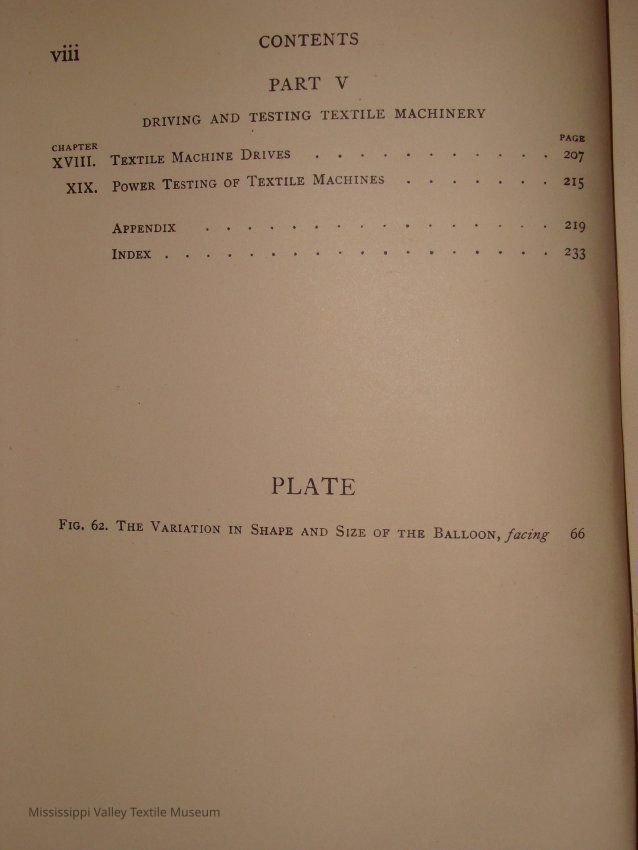 viii
CONTENTS
PART V
DRIVING AND TESTING TEXTILE MACHINERY
CHAPTER PAGE
XVIII. TEXTILE MACHINE DRIVES . . . . . . . . . . . 207
XIX. POWER TESTING OF TEXTILE MACHINES . . . . . . . 215
APPENDIX . . . . . . . . . . . . . . . . 219
INDEX . . . . . . . . . . . . . . . . . . 233
PLATE
FIG. 62. THE VARIATION IN SHAPE AND SIZE OF THE BALLOON, facing 66
Mississippi Valley Textile Museum